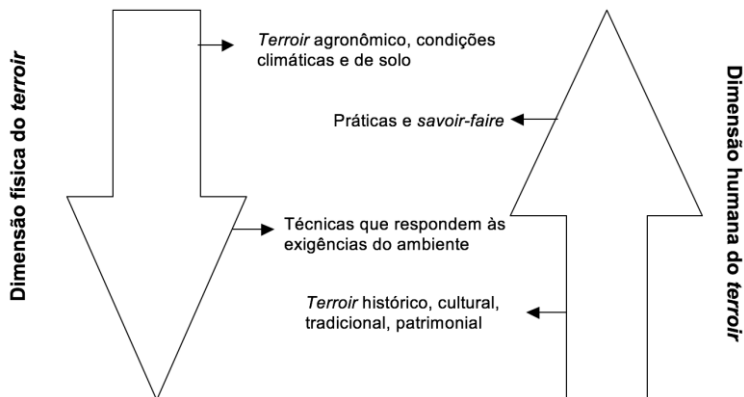 Dimensão física do terroir
Terroir agronômico, condições
climáticas e de solo
Práticas e savoir-faire
Técnicas que respondem às
exigências do ambiente
Terroir histórico, cultural,
tradicional, patrimonial
Dimensão humana do terroir